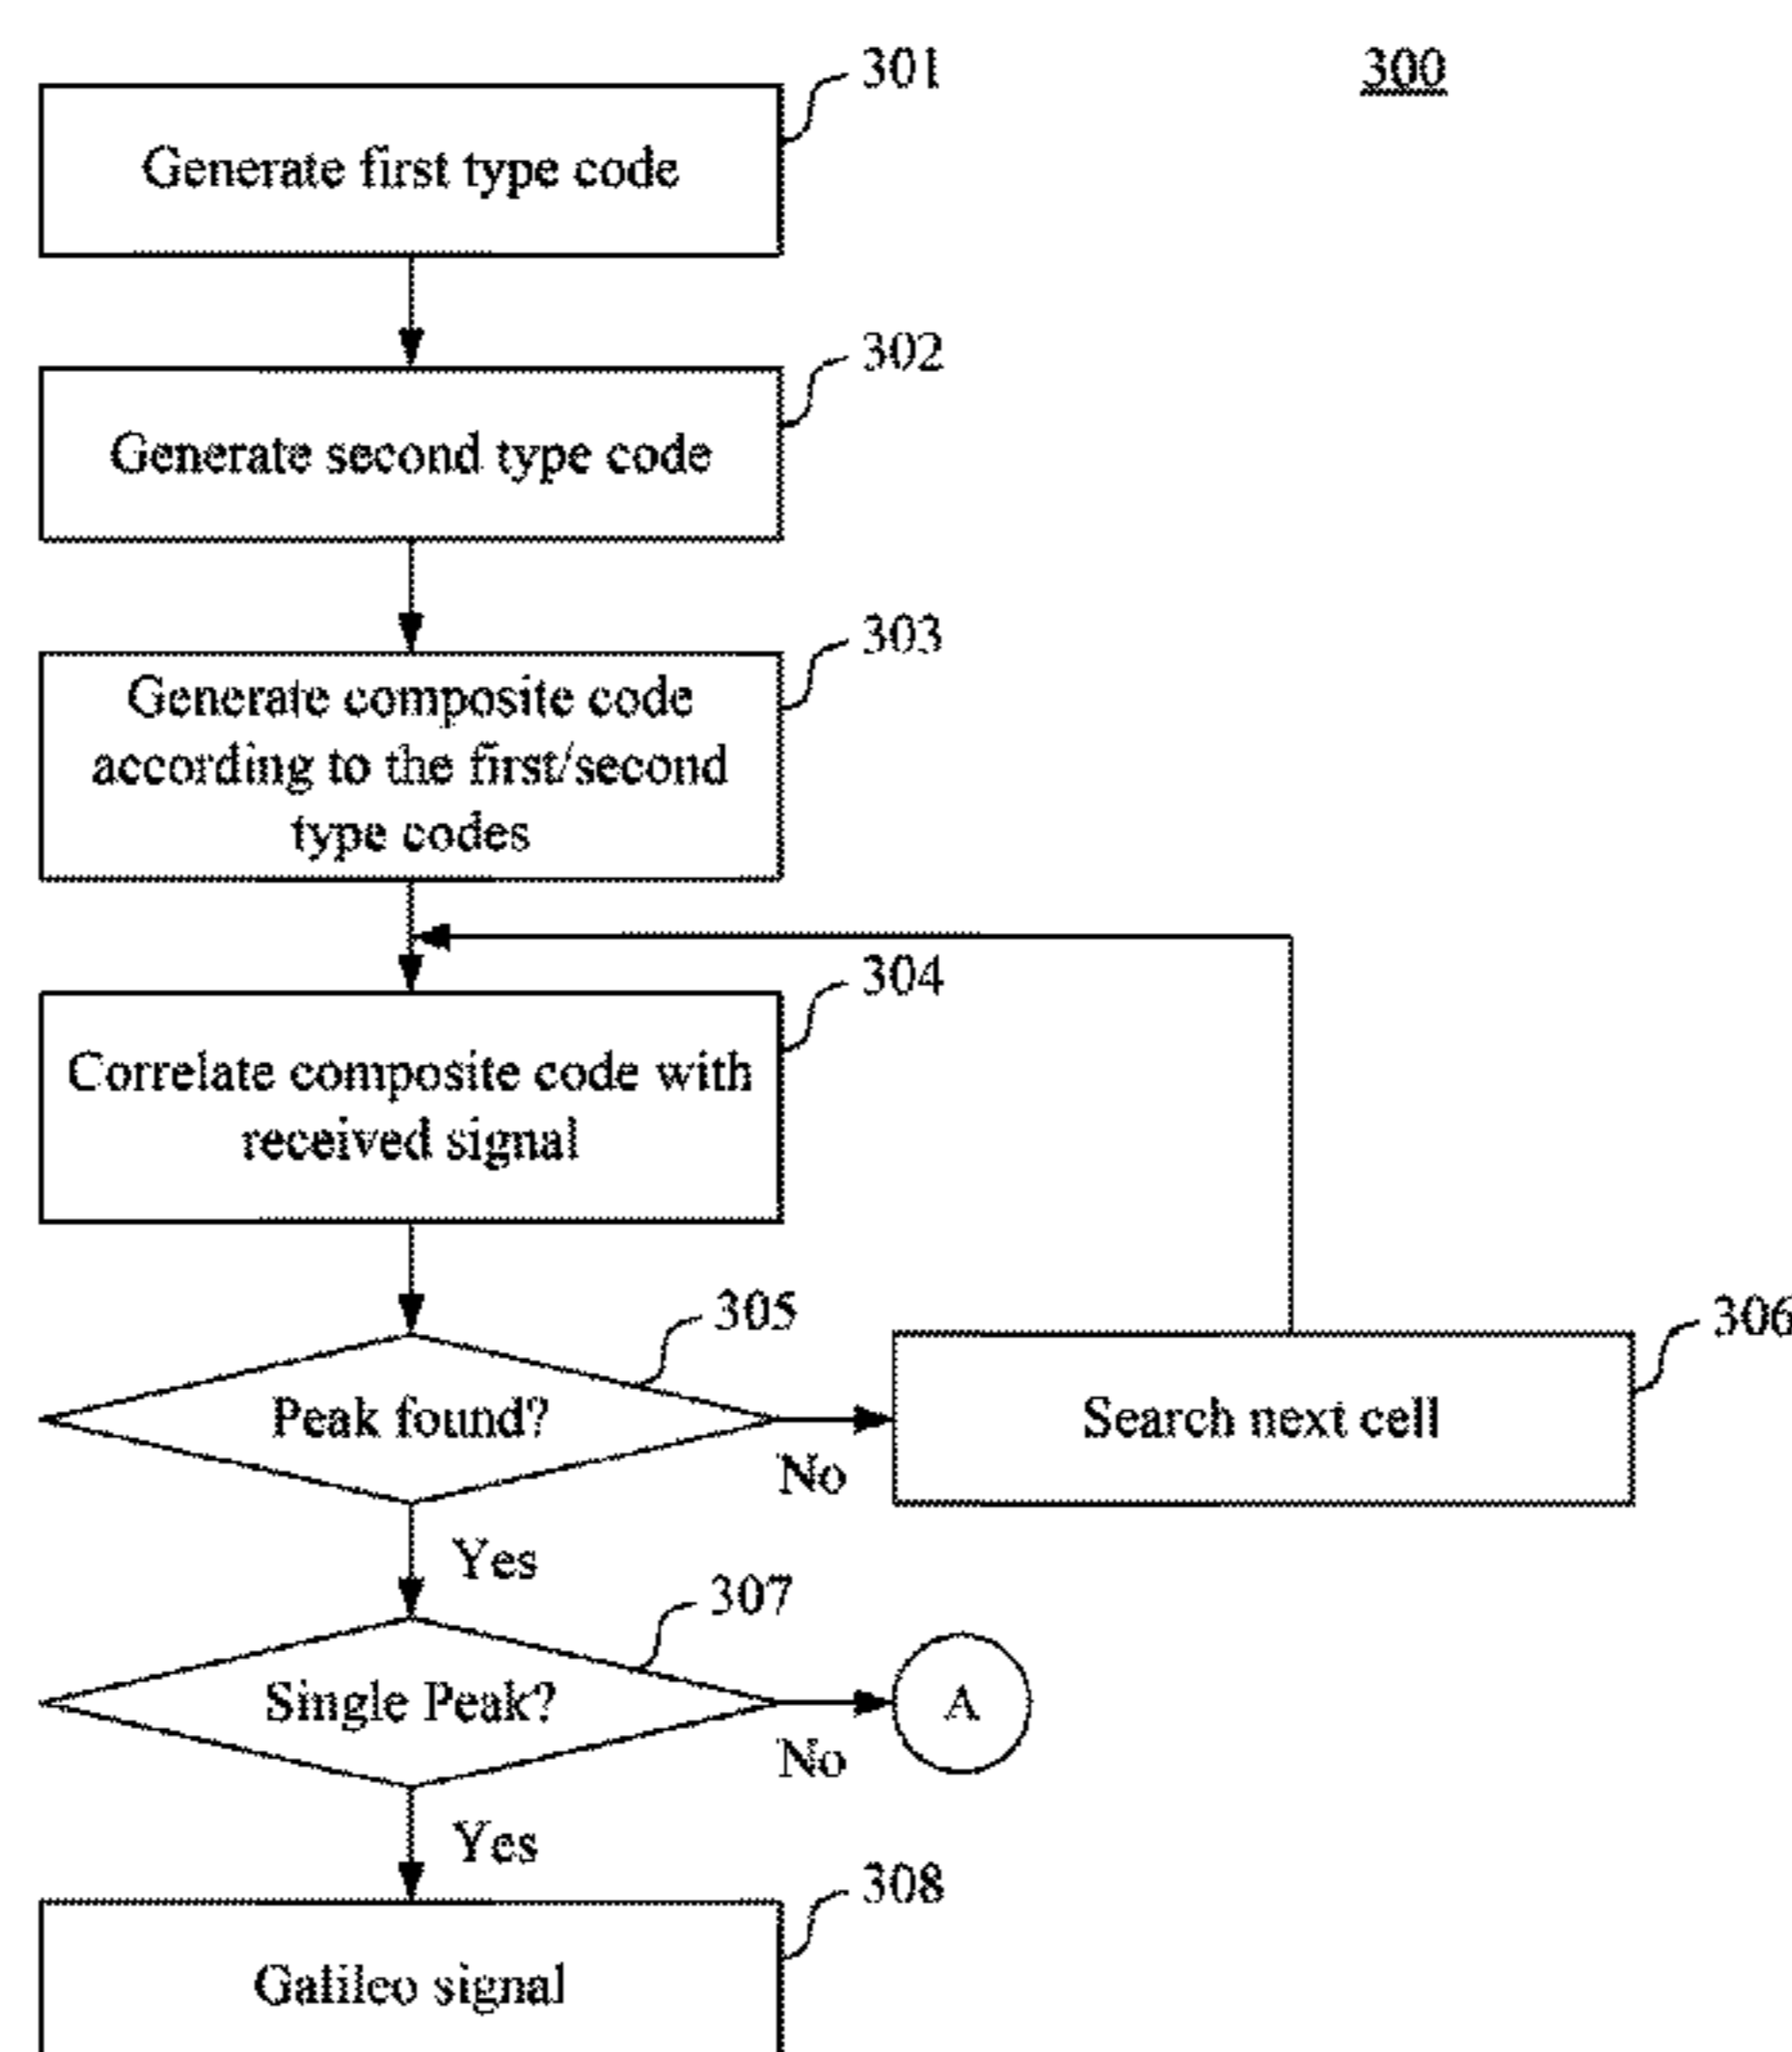 300
301
Generate first type code
302
Generate second type code
303
Generate composite code
according to the first/second
type codes
304
Correlate composite code with
received signal
305
Peak found?
No
306
Search next cell
Yes
307
Single Peak?
No
A
Yes
308
Galileo signal